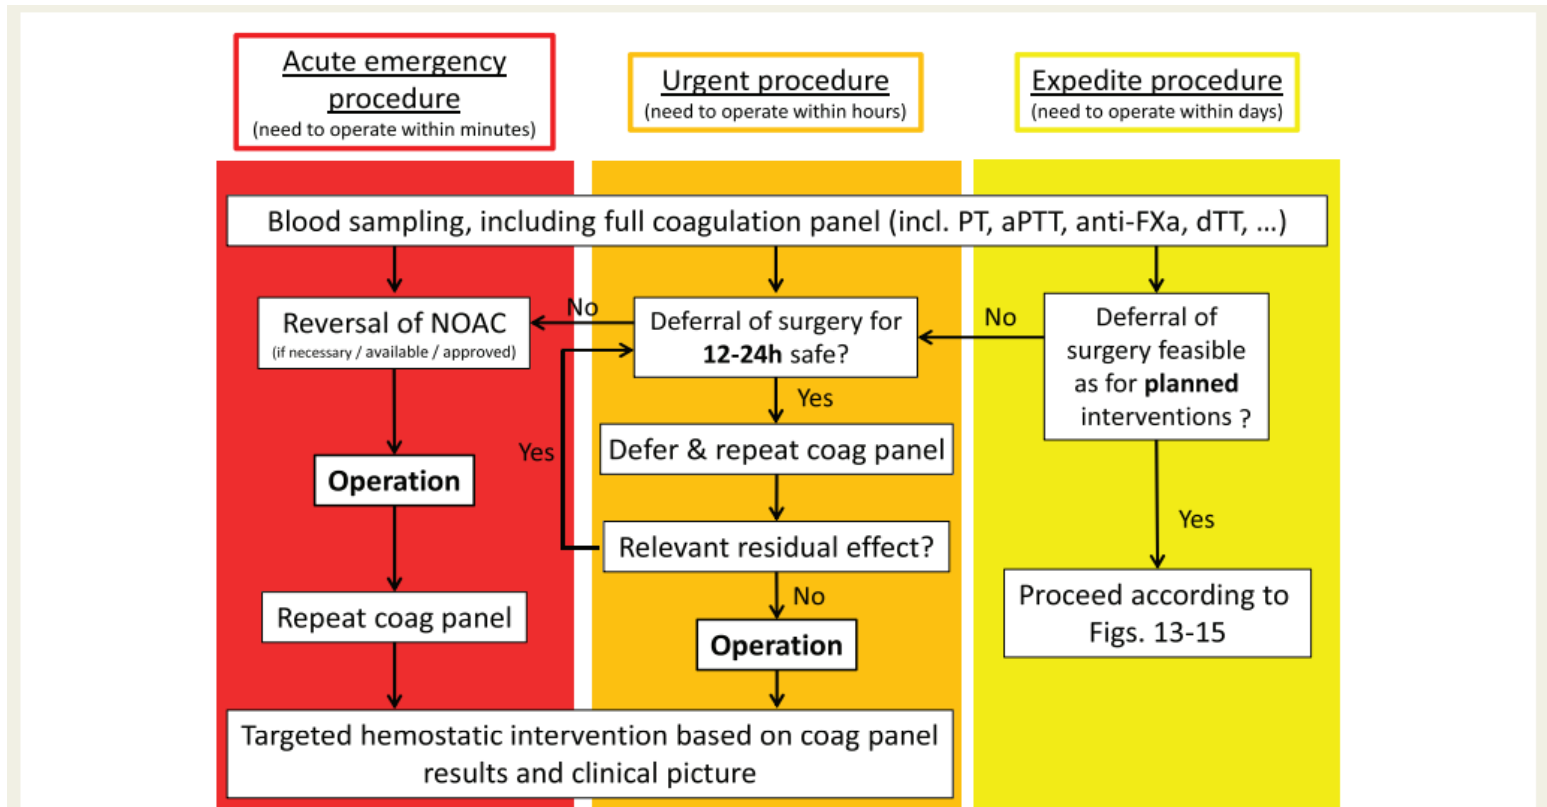 Acute emergency
procedure
(need to operate within minutes)
Urgent procedure
(need to operate within hours)
Expedite procedure
(need to operate within days)
Blood sampling, including full coagulation panel (incl. PT, aPTT, anti-FXa, dTT, ...)
Reversal of NOAC
(if necessary / available / approved)
No
Deferral of surgery for
12-24h safe?
No
Deferral of
surgery feasible
as for planned
interventions ?
Yes
Defer & repeat coag panel
Yes
Operation
Relevant residual effect?
Yes
No
Repeat coag panel
Operation
Proceed according to
Figs. 13-15
Targeted hemostatic intervention based on coag panel
results and clinical picture